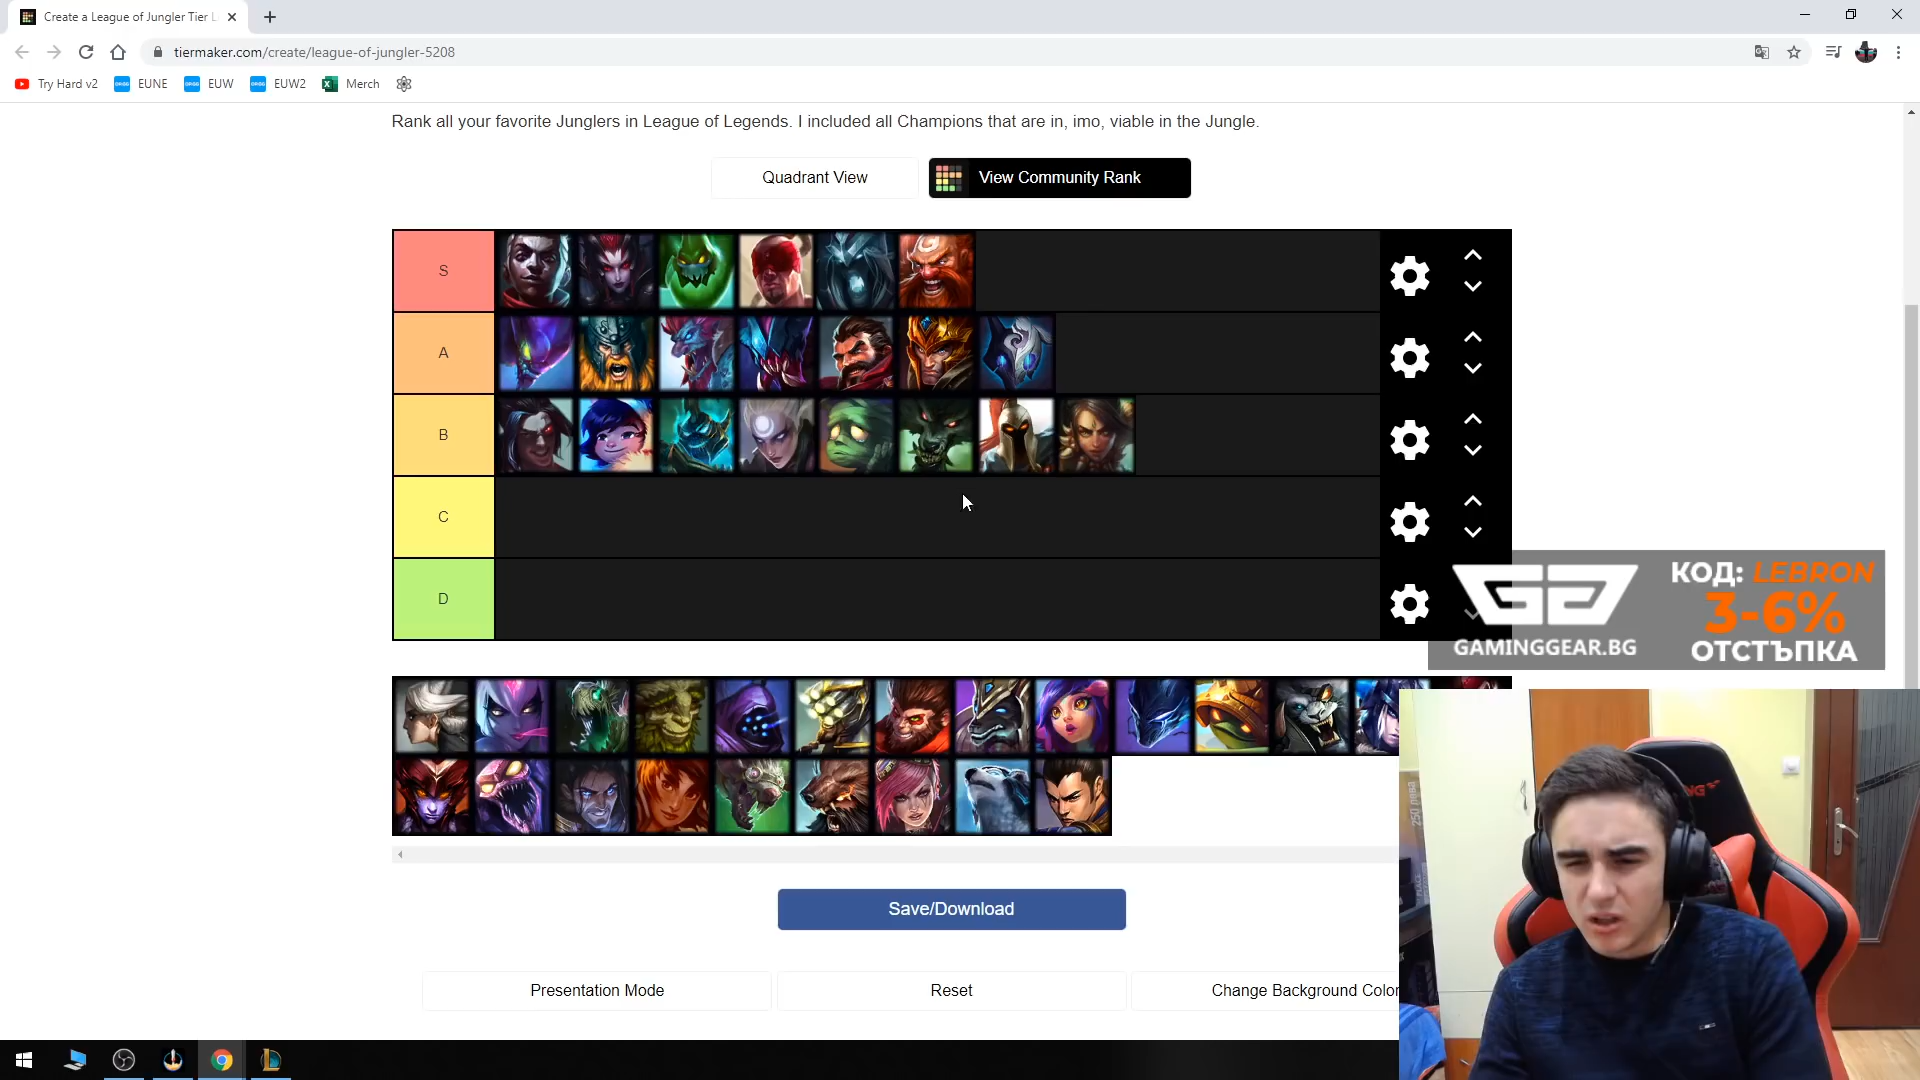 Create a League of Jungler Tier L
tiermaker.com/create/league-of-jungler-5208
Try Hard v2
EUNE
EUW
EUW2
Merch
Rank all your favorite Junglers in League of Legends. I included all Champions that are in, imo, viable in the Jungle.
Quadrant View
View Community Rank
S
A
B
C
D
КОД: LEBRON
3-6%
ОТСТЪПКА
GAMINGGEAR.BG
Save/Download
Presentation Mode
Reset
Change Background Color